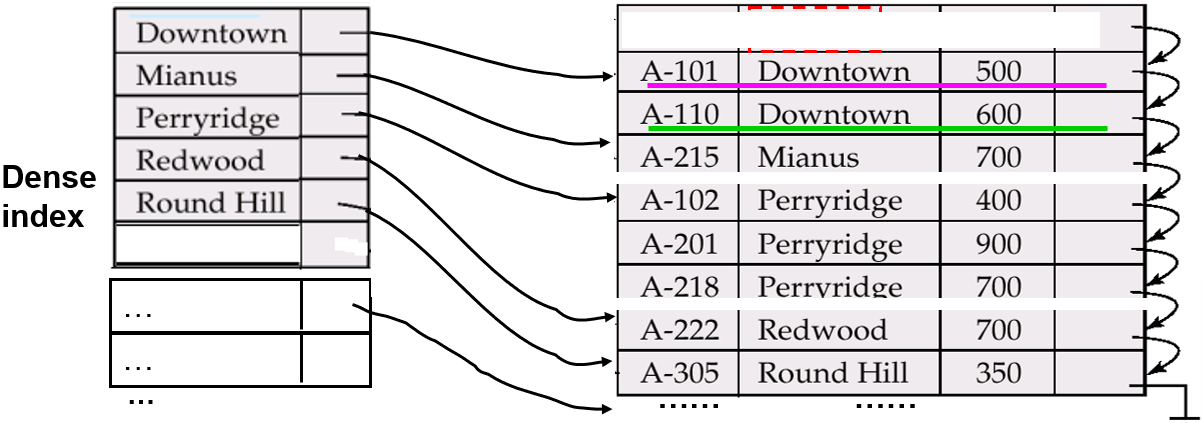 Dense
index
Downtown
Mianus
Perryridge
Redwood
Round Hill
...
...
...
A-101 Downtown 500
A-110 Downtown 600
A-215 Mianus 700
A-102 Perryridge 400
A-201 Perryridge 900
A-218 Perryridge 700
A-222 Redwood 700
A-305 Round Hill 350
...... ......